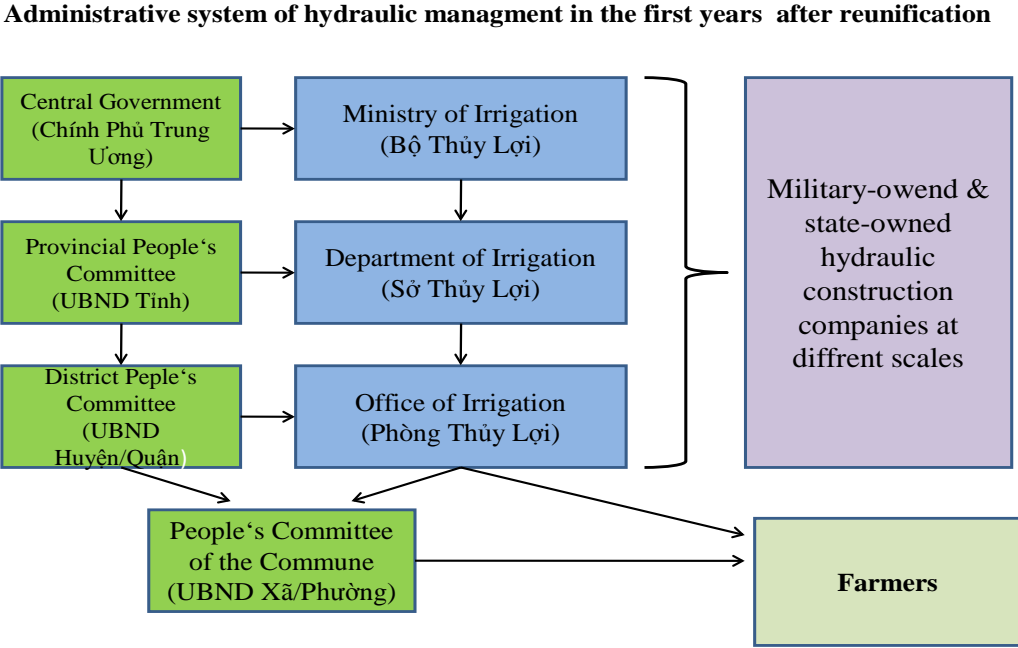 Administrative system of hydraulic managment in the first years after reunification
Central Government
(Chính Phủ Trung
Ương)
Ministry of Irrigation
(Bộ Thủy Lợi)
Military-owend &
state-owned
hydraulic
construction
companies at
diffrent scales
Provincial People‘s
Committee
(UBND Tỉnh)
Department of Irrigation
(Sở Thủy Lợi)
District Peple‘s
Committee
(UBND
Huyện/Quận)
Office of Irrigation
(Phòng Thủy Lợi)
People‘s Committee
of the Commune
(UBND Xã/Phường)
Farmers